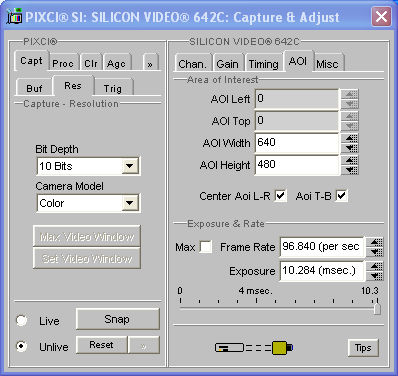 PIXCI® SI: SILICON VIDEO® 642C: Capture & Adjust
PIXCI®
Capt Proc Clr Agc »
Buf Res Trig
Capture - Resolution
Bit Depth
10 Bits
Camera Model
Color
Max Video Window
Set Video Window
Live
Snap
Unlive
Reset »
SILICON VIDEO® 642C
Chan. Gain Timing AOI Misc
Area of Interest
AOI Left 0
AOI Top 0
AOI Width 640
AOI Height 480
Center Aoi L-R Aoi T-B
Exposure & Rate
Max Frame Rate 96.840 (per sec
Exposure 10.284 (msec.)
0 4 msec. 10.3
Tips